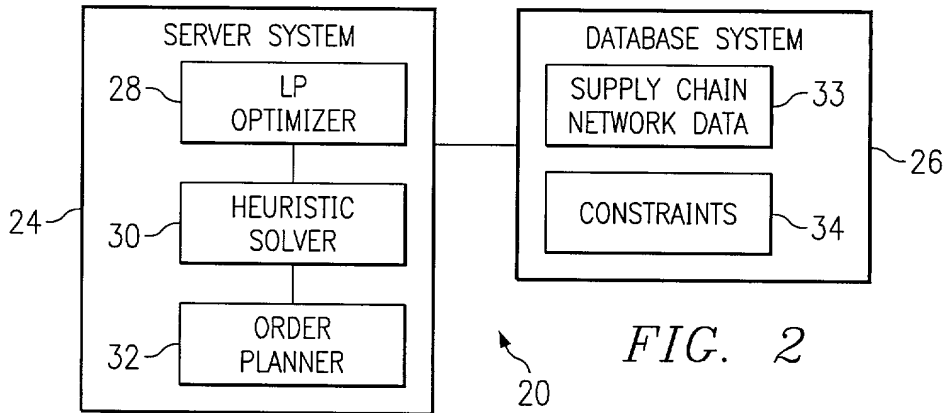 SERVER SYSTEM
28
LP
OPTIMIZER
24
30
HEURISTIC
SOLVER
32
ORDER
PLANNER
DATABASE SYSTEM
SUPPLY CHAIN
NETWORK DATA
33
26
CONSTRAINTS
34
20
FIG. 2